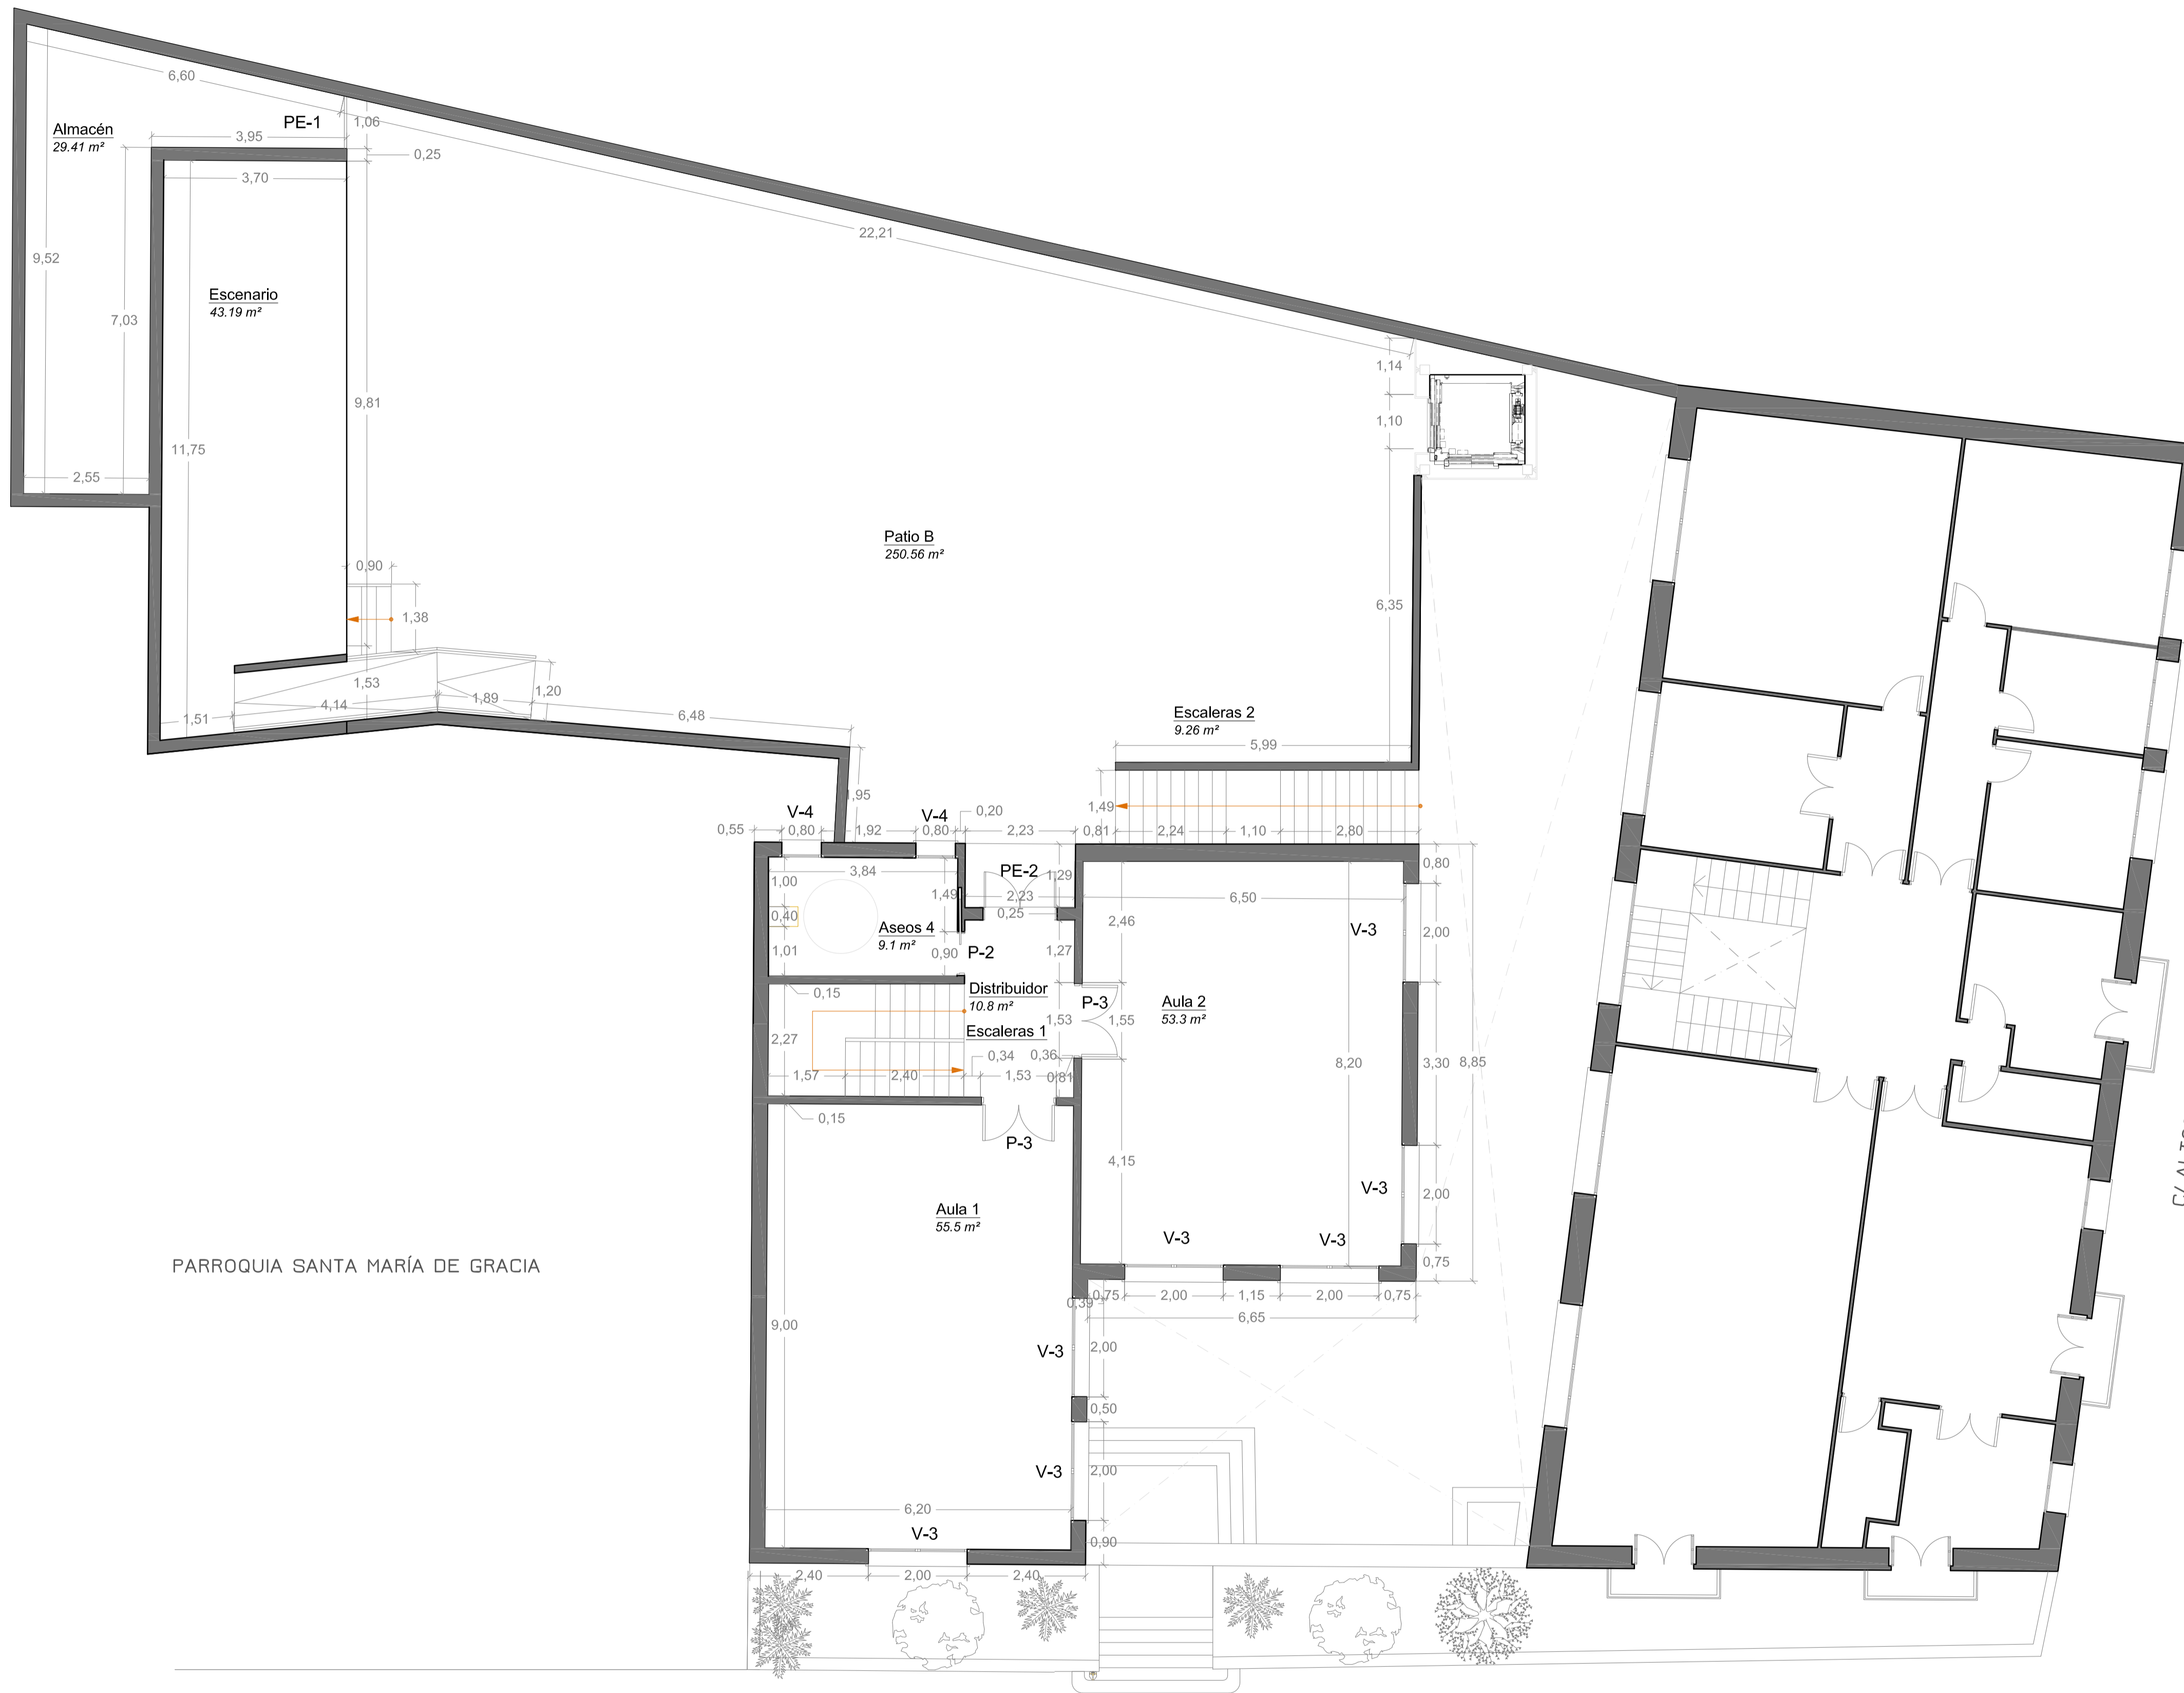 6,60
Almacén
29.41 m²
PE-1
1,06
3,95
0,25
3,70
22,21
9,52
Escenario
43.19 m²
7,03
9,81
11,75
2,55
1,14
1,10
Patio B
250.56 m²
0,90
1,38
6,35
1,53
1,20
4,14
1,89
1,51
6,48
Escaleras 2
9.26 m²
5,99
1,95
1,49
V-4
V-4
0,20
0,55
0,80
1,92
0,80
2,23
0,81
2,24
1,10
2,80
3,84
1,00
1,49
PE-2
1,29
2,23
0,25
0,80
6,50
0,40
Aseos 4
9.1 m²
2,46
V-3
2,00
1,01
0,90
P-2
1,27
0,15
Distribuidor
10.8 m²
P-3
Aula 2
53.3 m²
2,27
Escaleras 1
1,53
1,55
0,34
0,36
8,20
3,30
8,85
1,57
2,40
1,53
0,81
0,15
P-3
4,15
V-3
2,00
Aula 1
55.5 m²
V-3
V-3
0,75
PARROQUIA SANTA MARÍA DE GRACIA
0,39
0,75
2,00
1,15
2,00
0,75
6,65
9,00
V-3
2,00
0,50
V-3
2,00
6,20
V-3
0,90
2,40
2,00
2,40